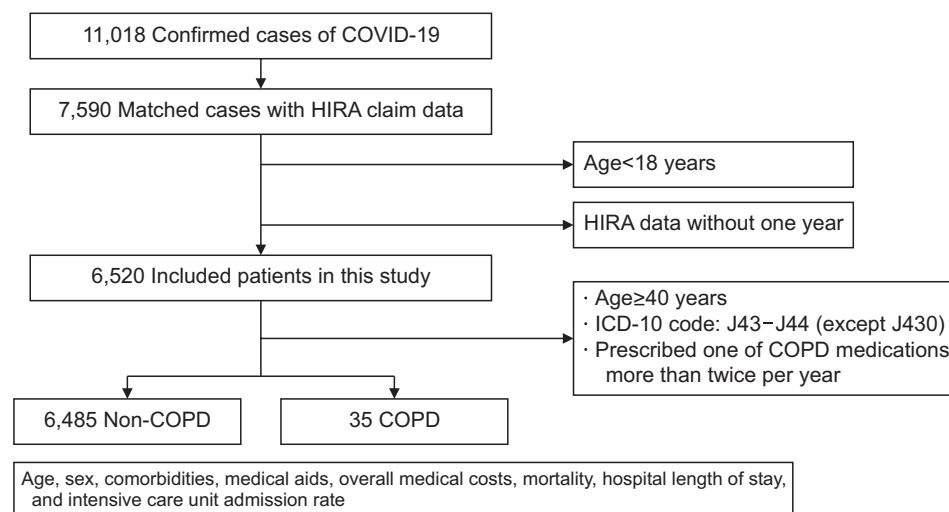 11,018 Confirmed cases of COVID-19
7,590 Matched cases with HIRA claim data
Age<18 years
HIRA data without one year
6,520 Included patients in this study
· Age≥40 years
· ICD-10 code: J43−J44 (except J430)
· Prescribed one of COPD medications
more than twice per year
6,485 Non-COPD
35 COPD
Age, sex, comorbidities, medical aids, overall medical costs, mortality, hospital length of stay,
and intensive care unit admission rate